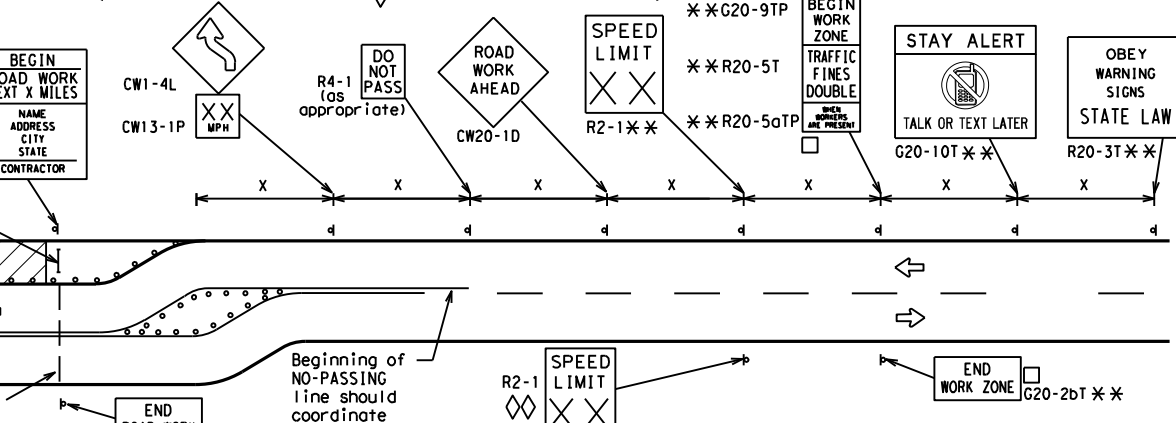 BEGIN
ROAD WORK
NEXT X MILES
NAME
ADDRESS
CITY
STATE
CONTRACTOR
CW1-4L
XX
MPH
CW13-1P
DO
NOT
PASS
R4-1
(as
appropriate)
ROAD
WORK
AHEAD
CW20-1D
SPEED
LIMIT
X X
R2-1**
**G20-9TP
BEGIN
WORK
ZONE
**R20-5T
TRAFFIC
FINES
DOUBLE
**R20-5aTP
WHEN
WORKERS
ARE PRESENT
STAY ALERT
TALK OR TEXT LATER
G20-10T**
OBEY
WARNING
SIGNS
STATE LAW
R20-3T**
X X X X X X X
Beginning of
NO-PASSING
line should
coordinate
R2-1
SPEED
LIMIT
X X
END
WORK ZONE
G20-2bT**
END